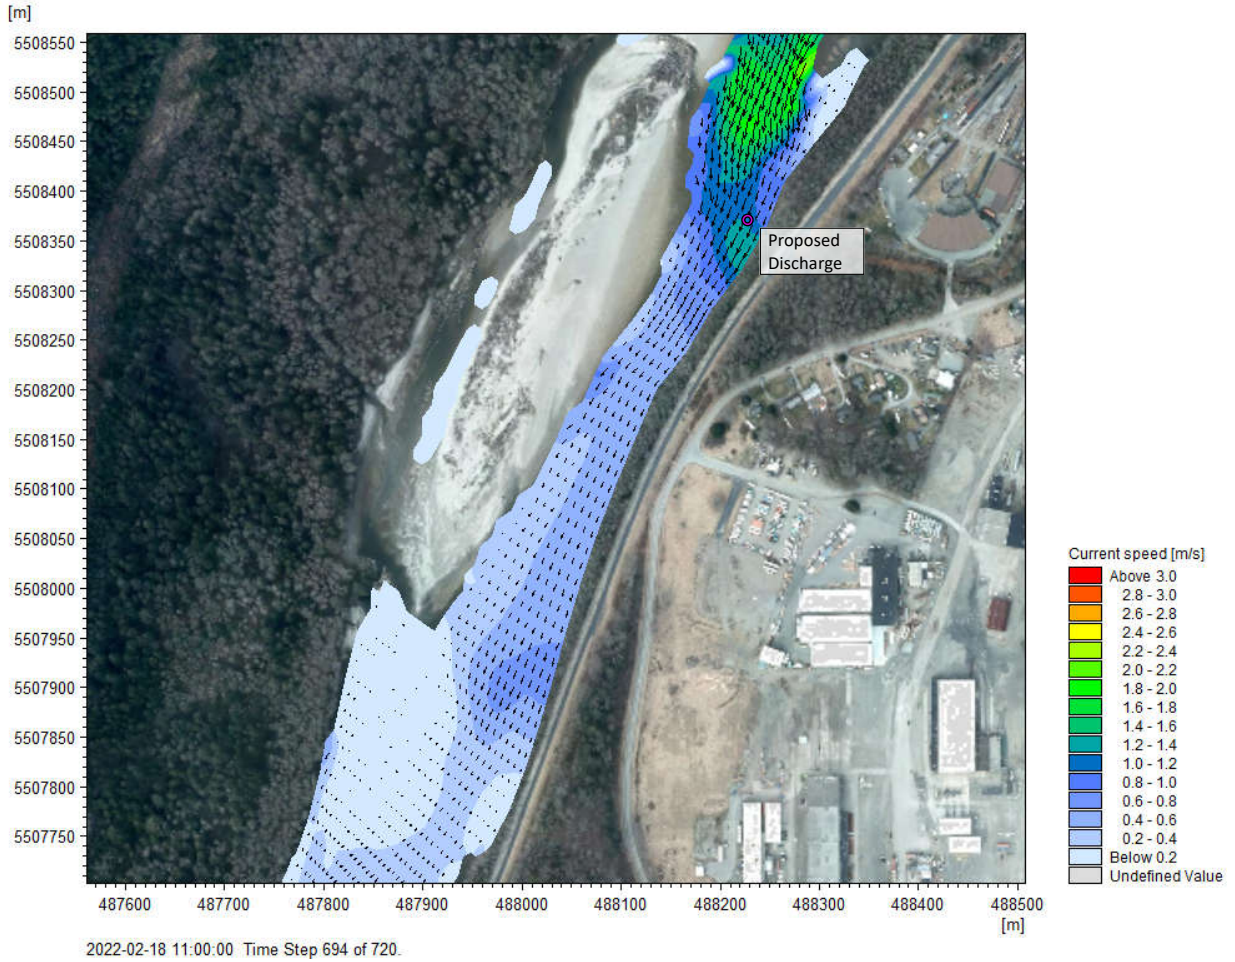 [m]
5508550
5508500
5508450
5508400
5508350
5508300
5508250
5508200
5508150
5508100
5508050
5508000
5507950
5507900
5507850
5507800
5507750
Proposed
Discharge
Current speed [m/s]
Above 3.0
2.8 - 3.0
2.6 - 2.8
2.4 - 2.6
2.2 - 2.4
2.0 - 2.2
1.8 - 2.0
1.6 - 1.8
1.4 - 1.6
1.2 - 1.4
1.0 - 1.2
0.8 - 1.0
0.6 - 0.8
0.4 - 0.6
0.2 - 0.4
Below 0.2
Undefined Value
487600 487700 487800 487900 488000 488100 488200 488300 488400 488500
[m]
2022-02-18 11:00:00 Time Step 694 of 720.